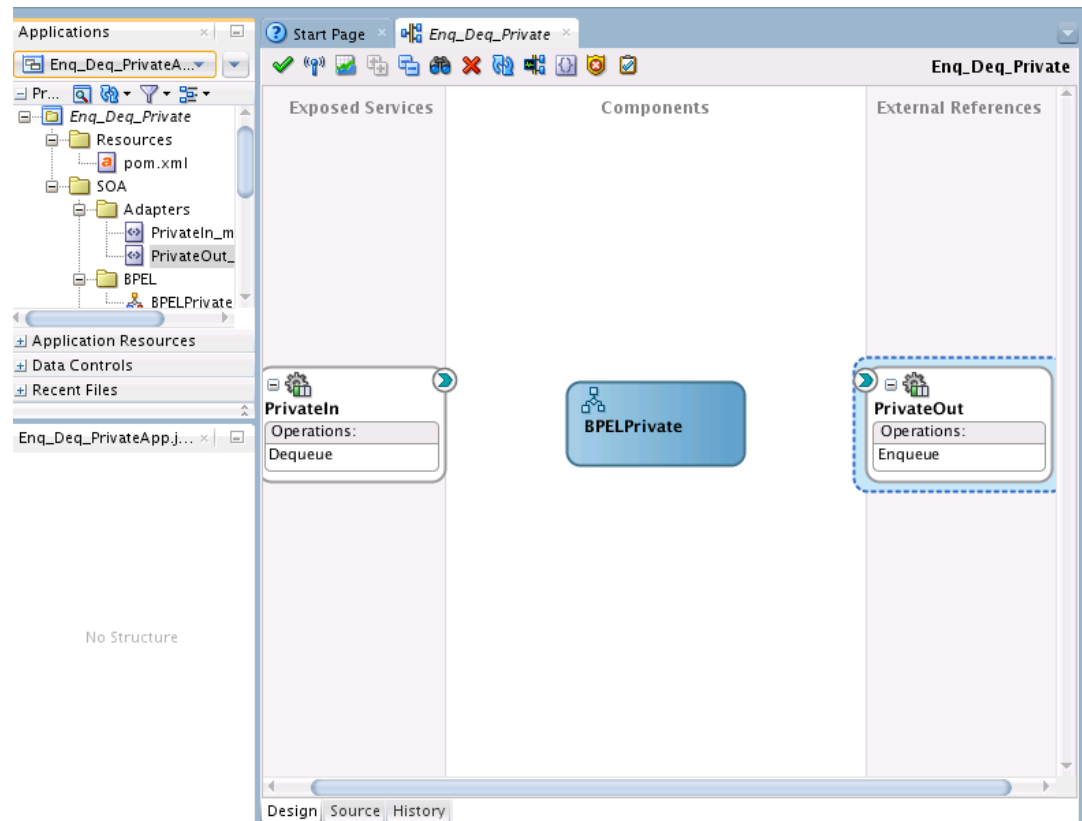 Applications
Start Page
Enq_Deq_Private
Enq_Deq_PrivateA...
Enq_Deq_Private
Pr...
Enq_Deq_Private
Resources
pom.xml
SOA
Adapters
PrivateIn_m
PrivateOut_
BPEL
BPELPrivate
Application Resources
Data Controls
Recent Files
Enq_Deq_PrivateApp.j...
No Structure
Exposed Services
Components
External References
PrivateIn
Operations:
Dequeue
BPELPrivate
PrivateOut
Operations:
Enqueue
Design Source History